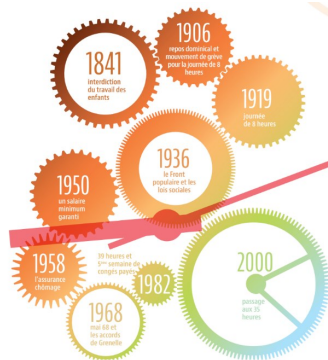 1841
interdiction
du travail des
enfants
1906
repos dominical et
mouvement de grève
pour la journée de 8
heures
1919
journée
de 8 heures
1936
le Front
populaire et les
lois sociales
1950
un salaire
minimum
garanti
1958
l'assurance
chômage
1968
mai 68 et
les accords
de Grenelle
39 heures et
5ème semaine de
congés payés
1982
2000
passage
aux 35
heures